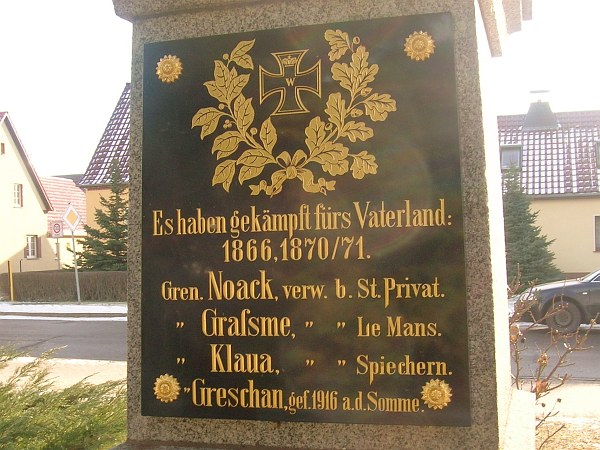 W
Es haben gekämpft fürs Vaterland:
1866, 1870/71.
Gren. Noack, verw. b. St. Privat.
" Graſsme, " " Le Mans.
" Klaua, " " Spiechern.
" Greschan, gef. 1916 a.d. Somme.